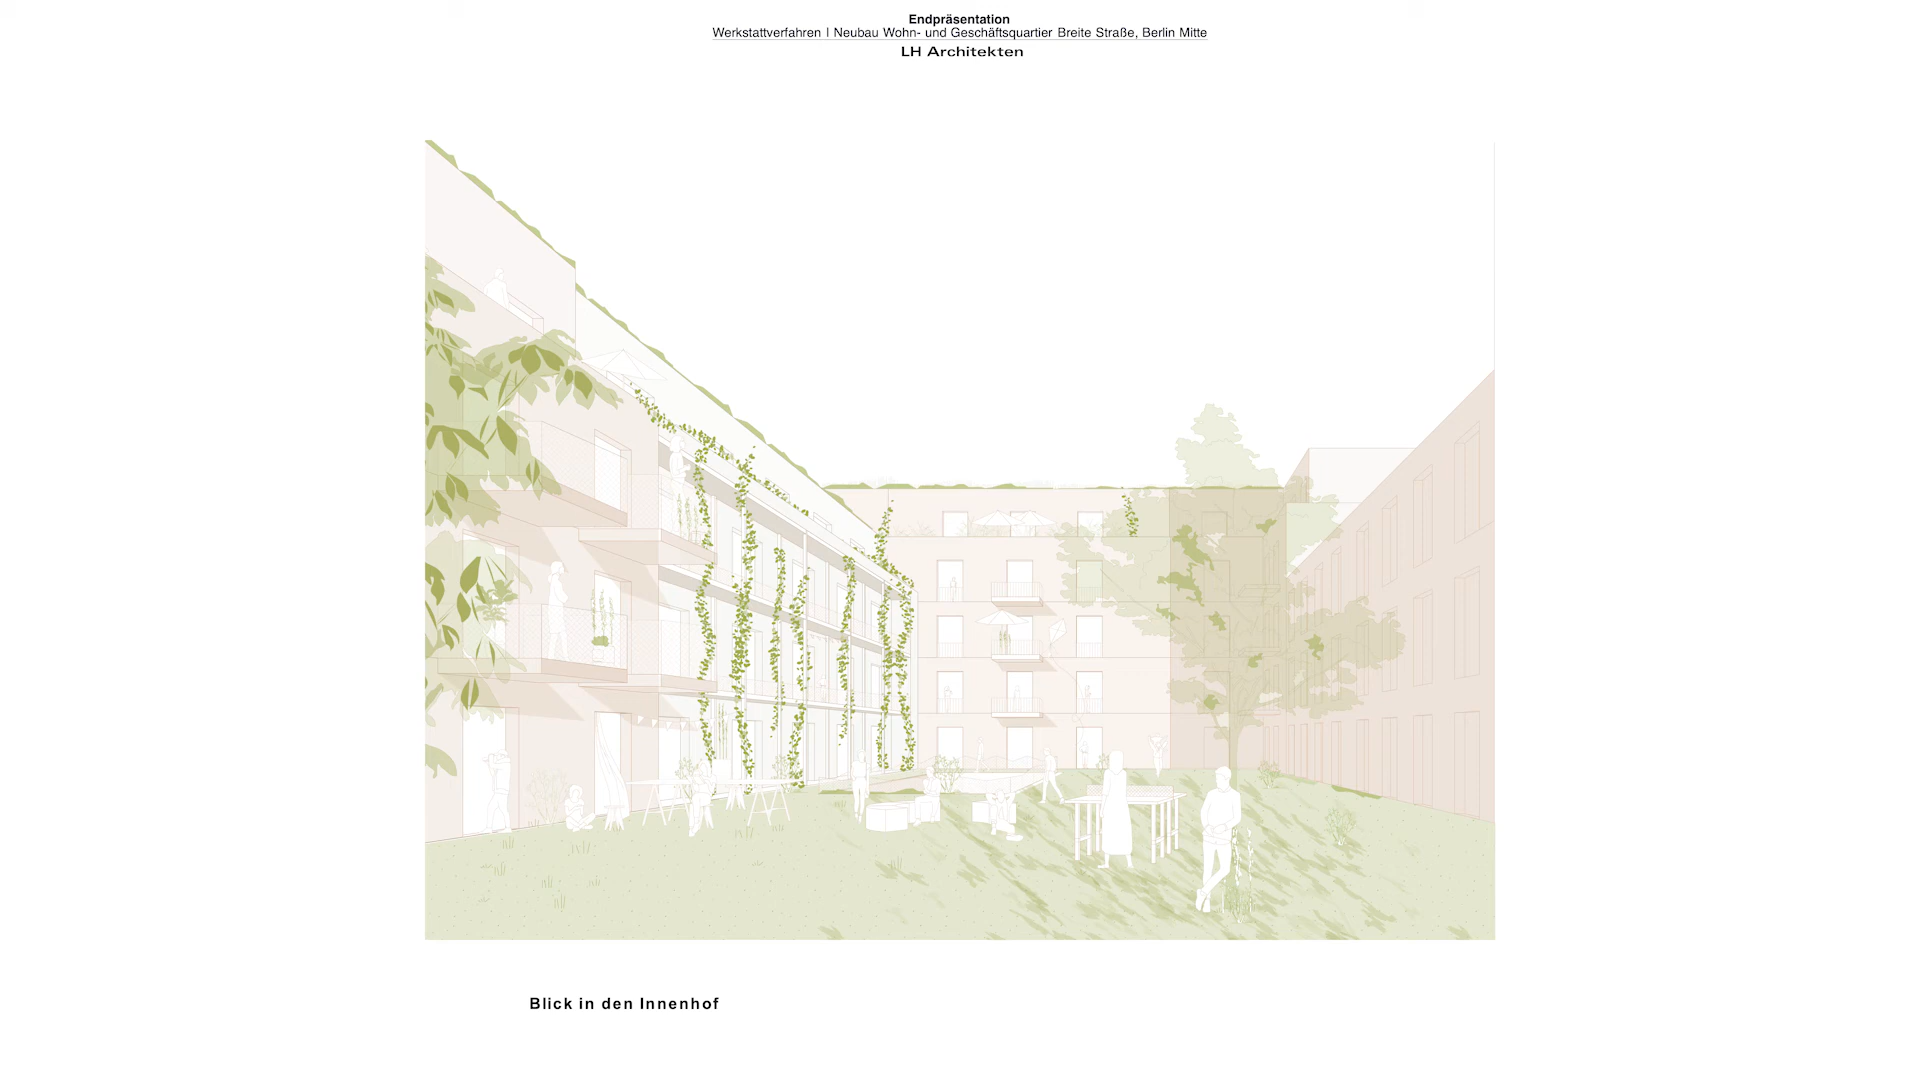 Endpräsentation
Werkstattverfahren | Neubau Wohn- und Geschäftsquartier Breite Straße, Berlin Mitte
LH Architekten
Blick in den Innenhof